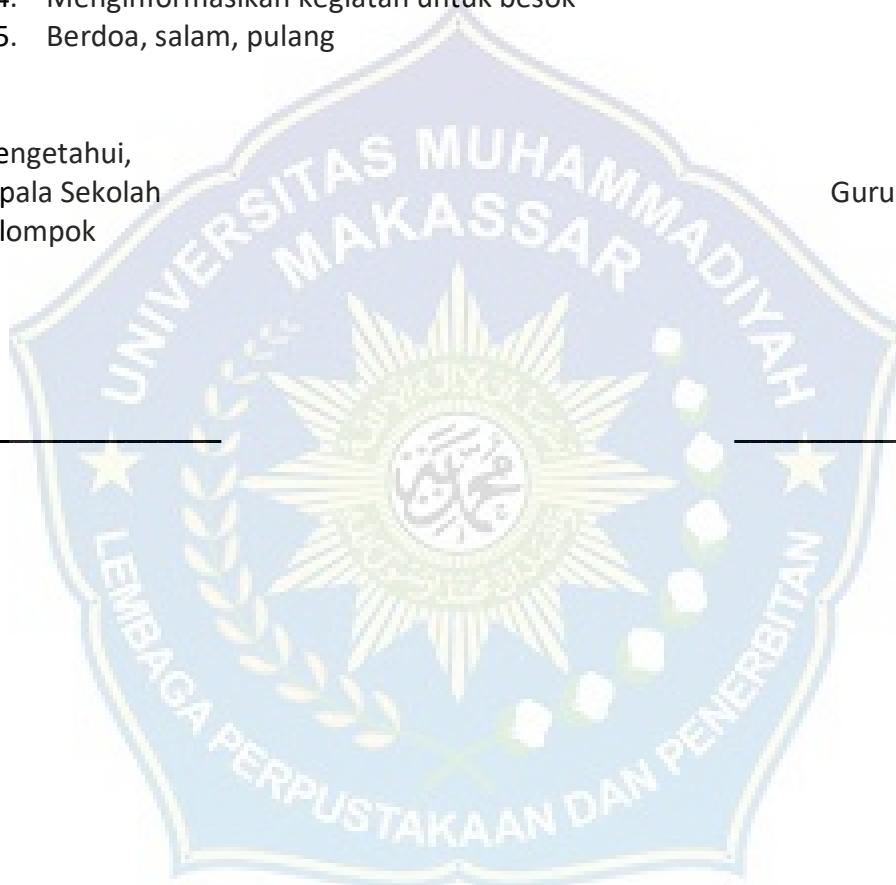 4. Menginformasikan kegiatan untuk besok
5. Berdoa, salam, pulang
engetahui,
pala Sekolah Guru
lompok
UNIVERSITAS MUHAMMADIYAH
MAKASSAR
محمد
LEMBAGA PERPUSTAKAAN DAN PENERBITAN